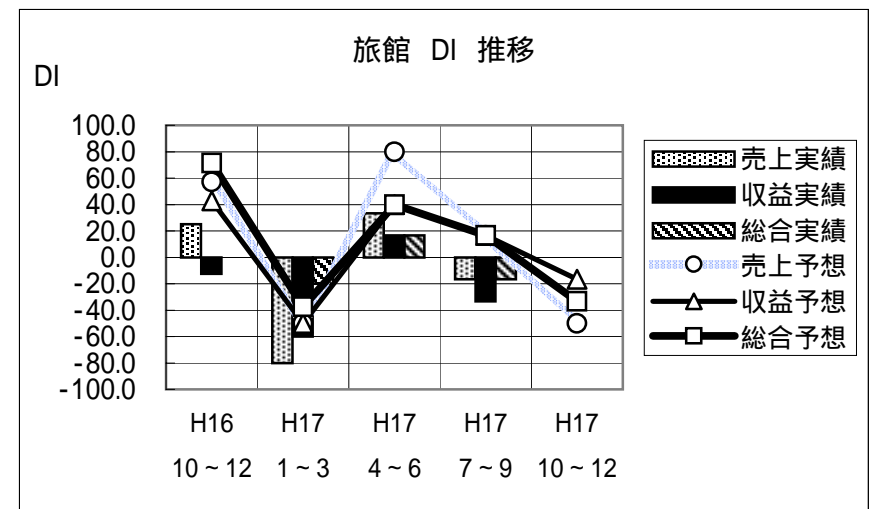 旅館 DI 推移
DI
100.0
80.0
60.0
40.0
20.0
0.0
-20.0
-40.0
-60.0
-80.0
-100.0
H16 H17 H17 H17 H17
10 ~ 12 1 ~ 3 4 ~ 6 7 ~ 9 10 ~ 12
売上実績
収益実績
総合実績
売上予想
収益予想
総合予想